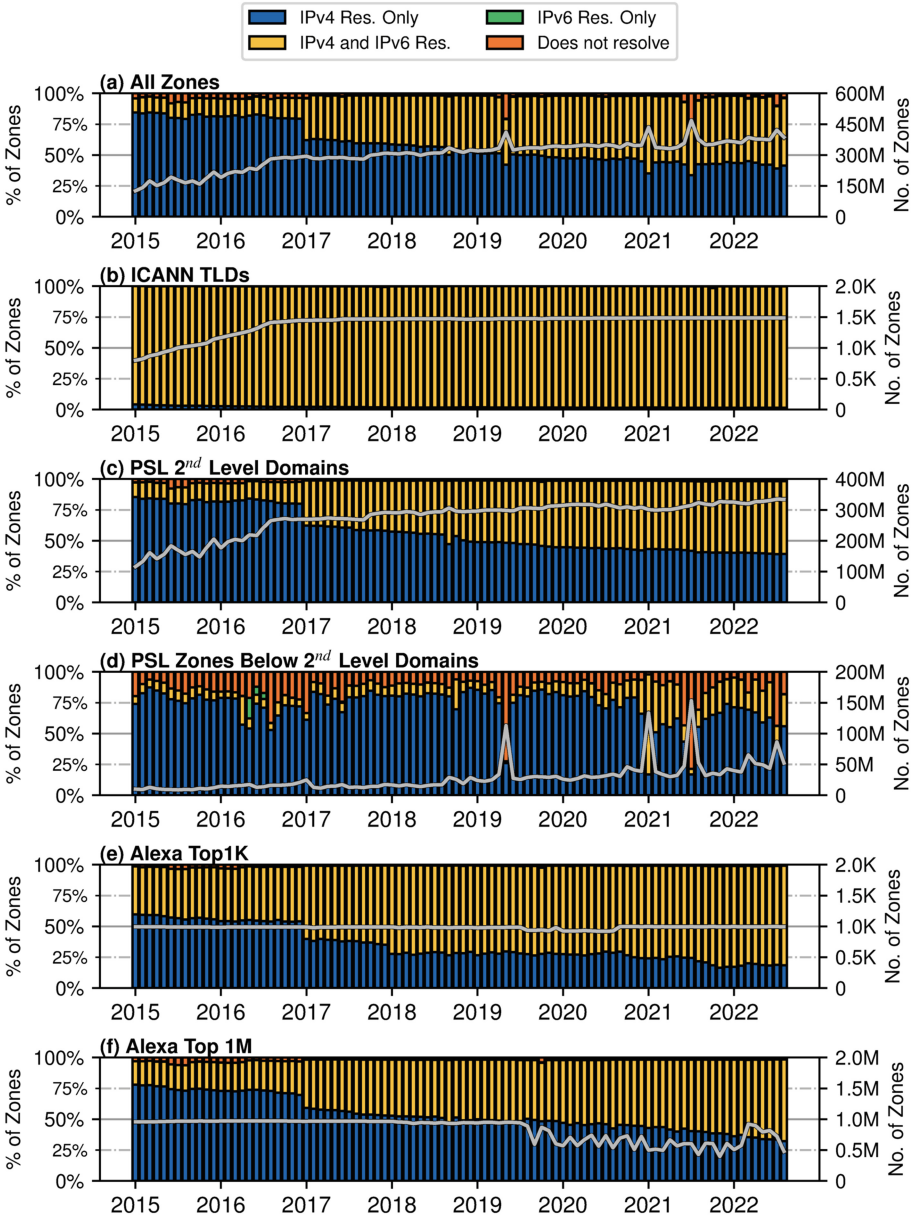 IPv4 Res. Only IPv6 Res. Only
IPv4 and IPv6 Res. Does not resolve
(a) All Zones
100% 600M
75% 450M
50% 300M
25% 150M
0% 0
% of Zones
No. of Zones
2015 2016 2017 2018 2019 2020 2021 2022
(b) ICANN TLDs
100% 2.0K
75% 1.5K
50% 1.0K
25% 0.5K
0% 0
% of Zones
No. of Zones
2015 2016 2017 2018 2019 2020 2021 2022
(c) PSL 2nd Level Domains
100% 400M
75% 300M
50% 200M
25% 100M
0% 0
% of Zones
No. of Zones
2015 2016 2017 2018 2019 2020 2021 2022
(d) PSL Zones Below 2nd Level Domains
100% 200M
75% 150M
50% 100M
25% 50M
0% 0
% of Zones
No. of Zones
2015 2016 2017 2018 2019 2020 2021 2022
(e) Alexa Top1K
100% 2.0K
75% 1.5K
50% 1.0K
25% 0.5K
0% 0
% of Zones
No. of Zones
2015 2016 2017 2018 2019 2020 2021 2022
(f) Alexa Top 1M
100% 2.0M
75% 1.5M
50% 1.0M
25% 0.5M
0% 0
% of Zones
No. of Zones
2015 2016 2017 2018 2019 2020 2021 2022